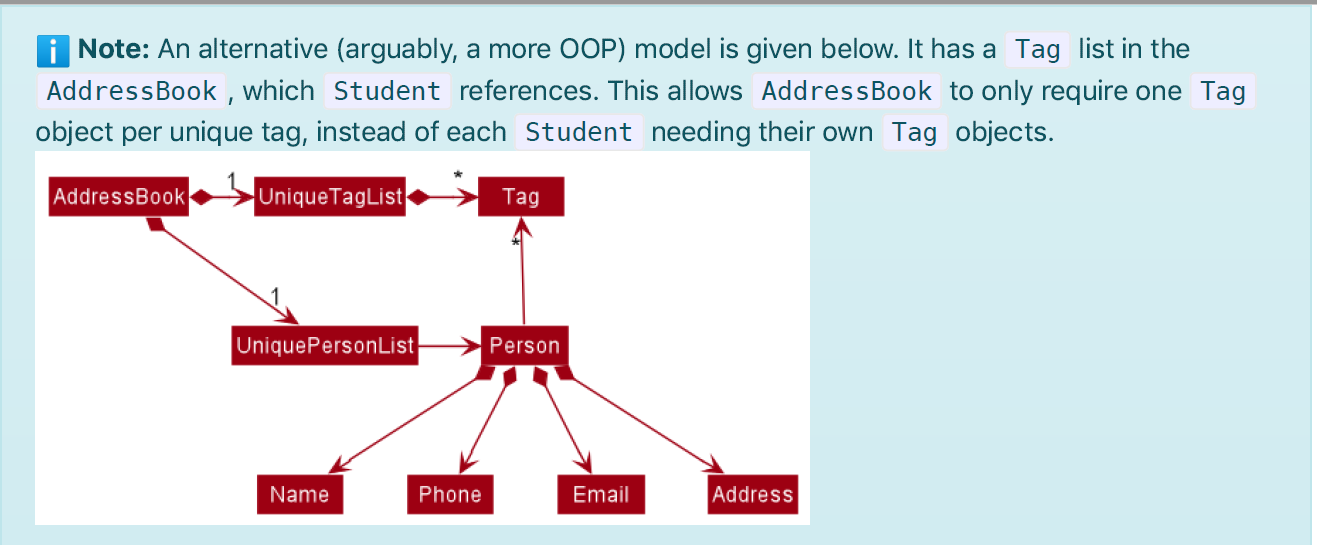 Note: An alternative (arguably, a more OOP) model is given below. It has a Tag list in the
AddressBook, which Student references. This allows AddressBook to only require one Tag
object per unique tag, instead of each Student needing their own Tag objects.
AddressBook 1 UniqueTagList * Tag
*
1
UniquePersonList Person
Name Phone Email Address